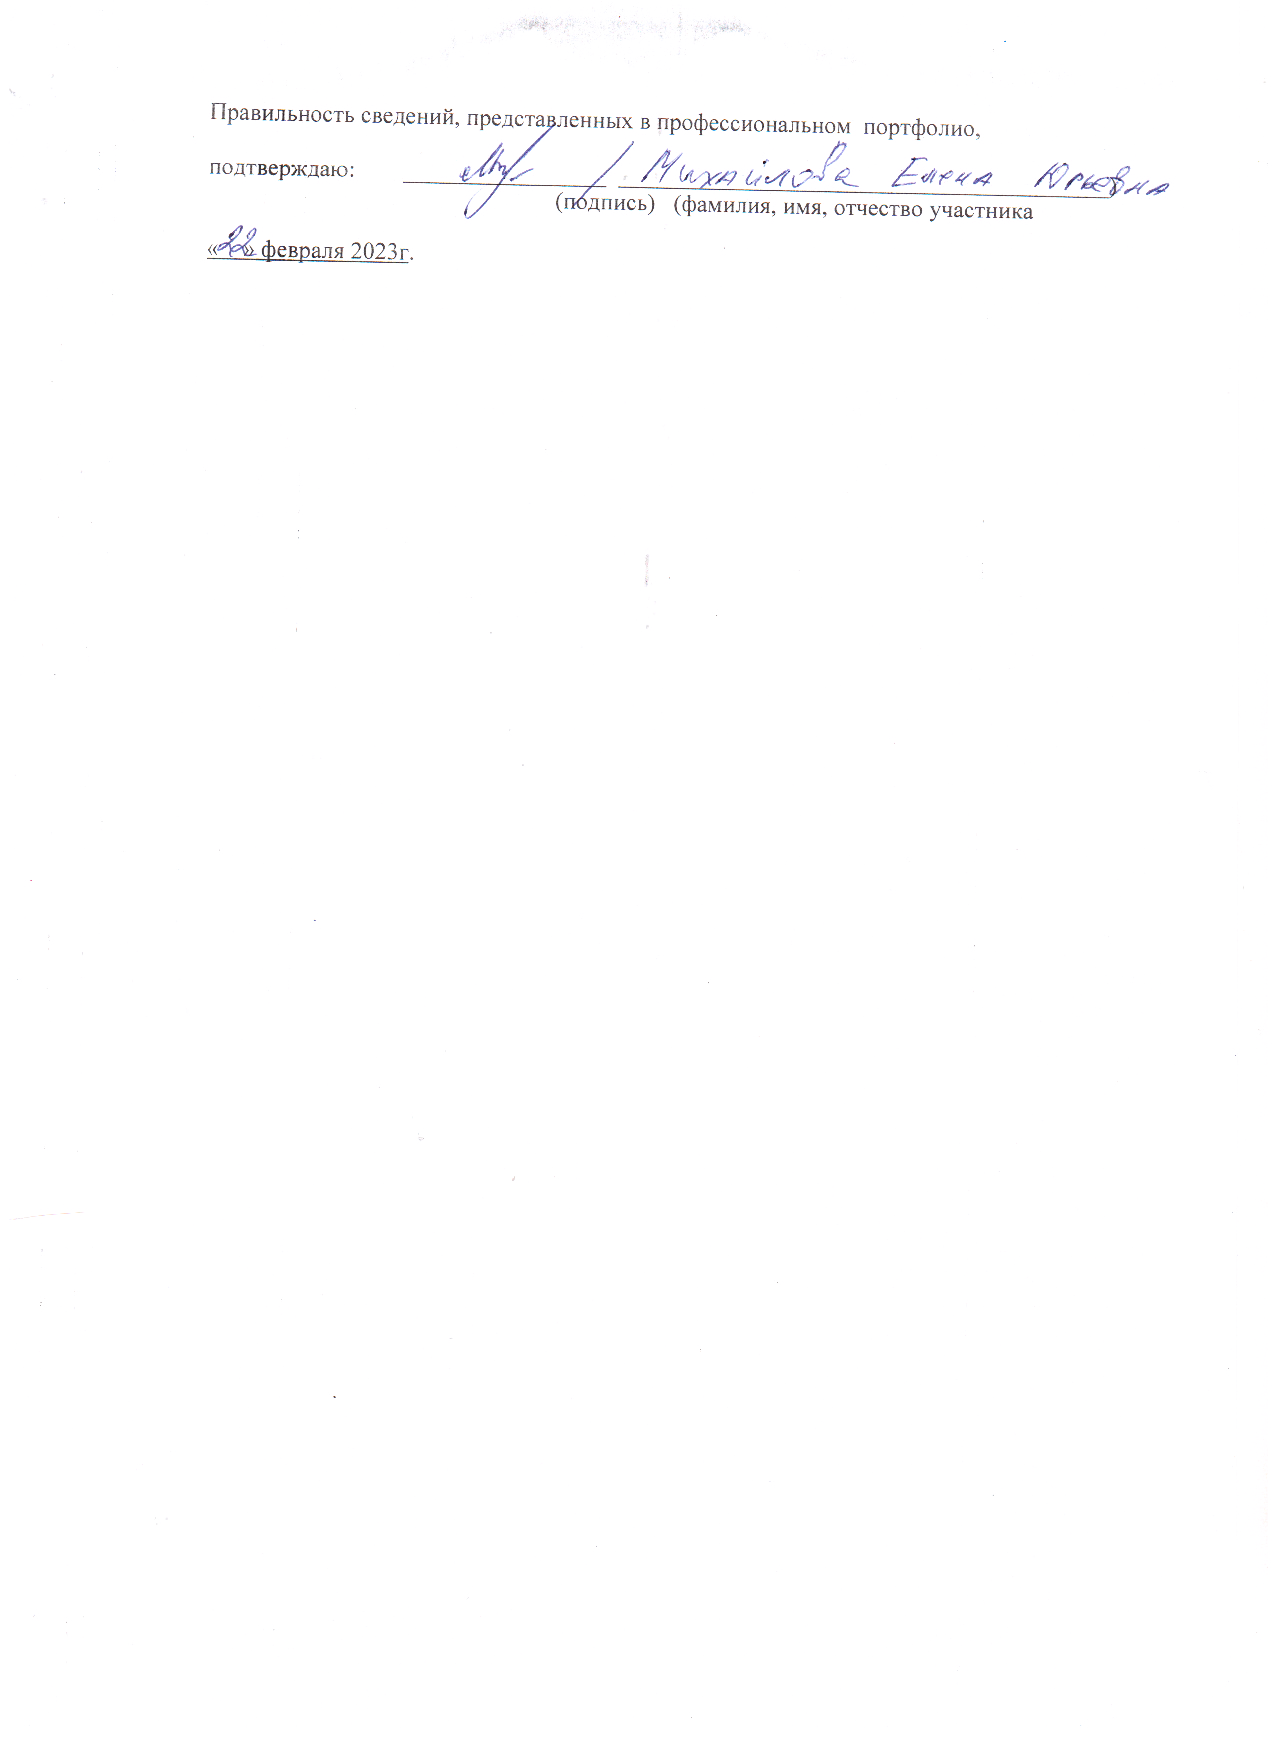 Правильность сведений, представленных в профессиональном портфолио,
подтверждаю: / Михайлова Елена Юрьевна
(подпись) (фамилия, имя, отчество участника
«22» февраля 2023г.